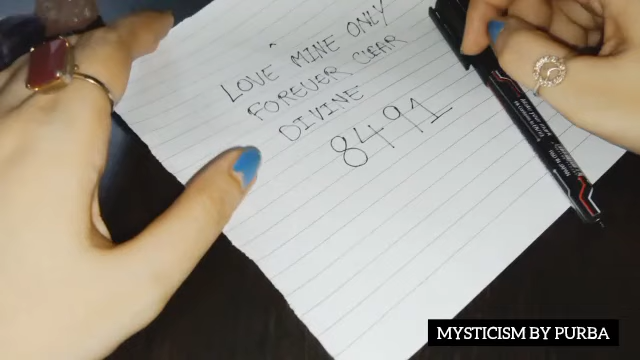 LOVE MINE ONLY
FOREVER CLEAR
DIVINE
8491
MYSTICISM BY PURBA